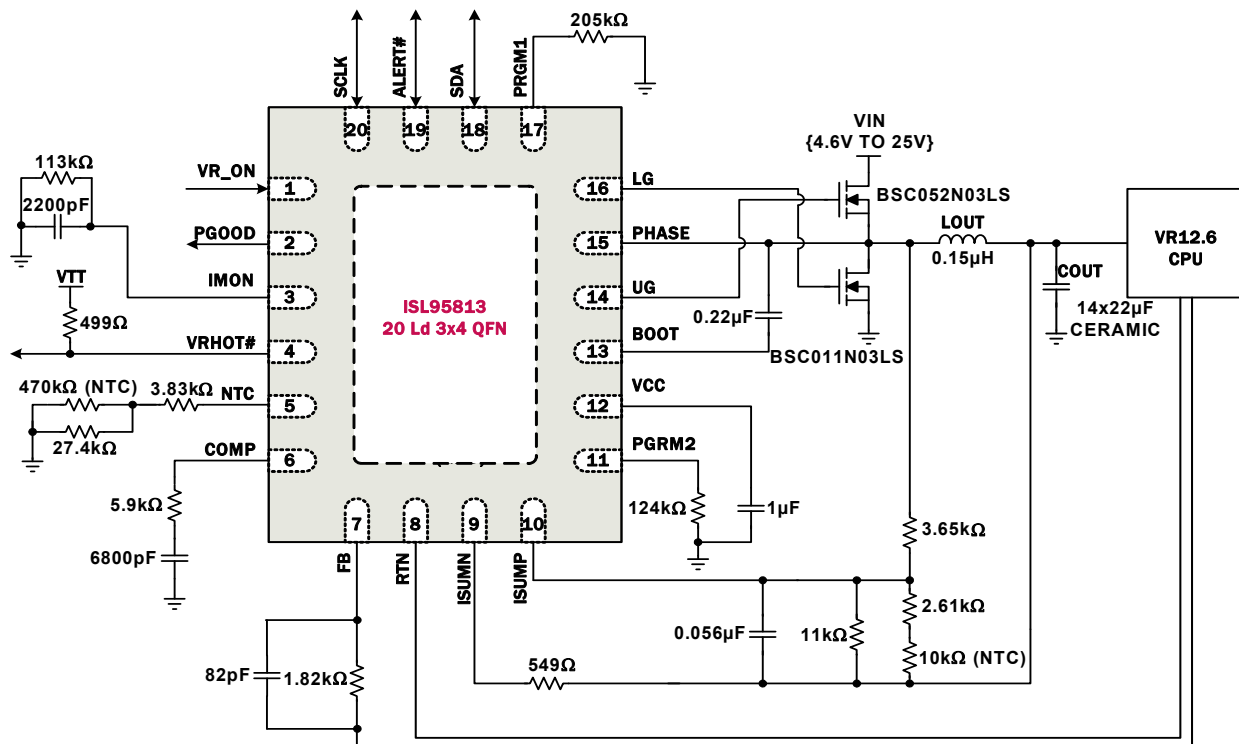 205kΩ
SCLK
ALERT#
SDA
PRGM1
20
19
18
17
VIN
{4.6V TO 25V}
113kΩ
2200pF
VR_ON
1
PGOOD
2
IMON
3
VTT
499Ω
VRHOT#
4
470kΩ (NTC)
3.83kΩ
NTC
5
27.4kΩ
COMP
6
5.9kΩ
6800pF
ISL95813
20 Ld 3x4 QFN
16
LG
BSC052N03LS
15
PHASE
LOUT
0.15µH
VR12.6
CPU
14
UG
COUT
14x22µF
CERAMIC
0.22µF
13
BOOT
BSC011N03LS
12
VCC
11
PGRM2
124kΩ
1µF
7
8
9
10
FB
RTN
ISUMN
ISUMP
3.65kΩ
2.61kΩ
0.056µF
11kΩ
10kΩ (NTC)
549Ω
82pF
1.82kΩ